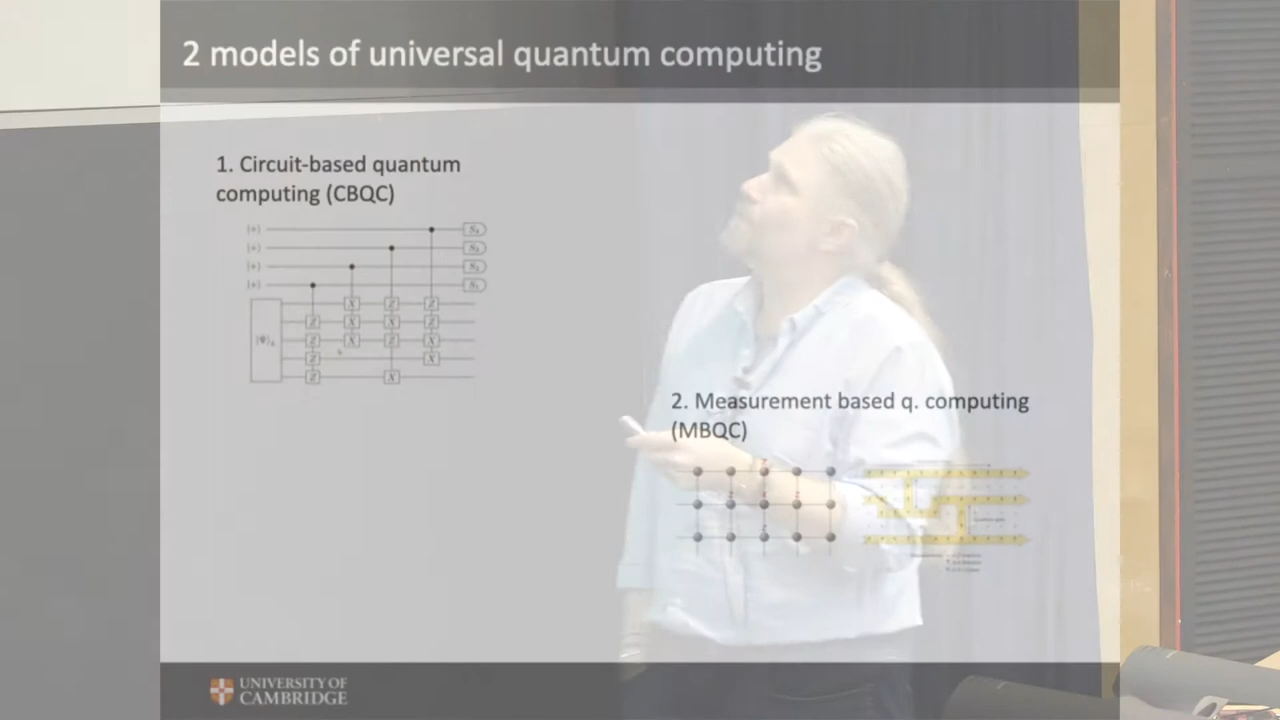 2 models of universal quantum computing
1. Circuit-based quantum
computing (CBQC)
2. Measurement based q. computing
(MBQC)
UNIVERSITY OF
CAMBRIDGE